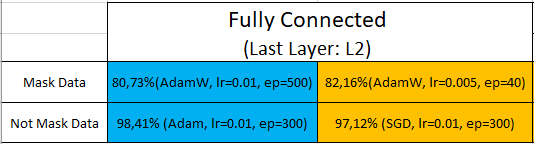 Fully Connected
(Last Layer: L2)
Mask Data 80,73%(AdamW, lr=0.01, ep=500) 82,16%(AdamW, lr=0.005, ep=40)
Not Mask Data 98,41% (Adam, lr=0.01, ep=300) 97,12% (SGD, lr=0.01, ep=300)